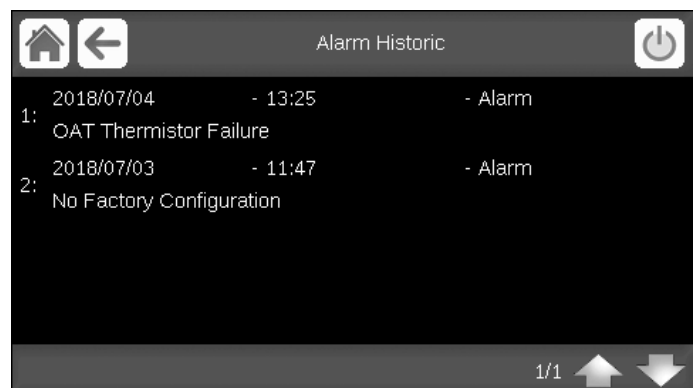 Alarm Historic
1: 2018/07/04 - 13:25 - Alarm
OAT Thermistor Failure
2: 2018/07/03 - 11:47 - Alarm
No Factory Configuration
1/1